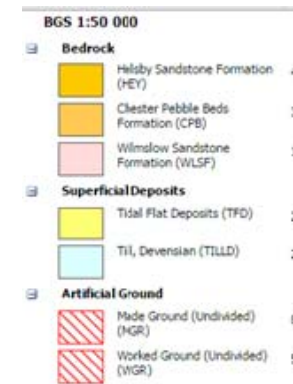 BGS 1:50 000
Bedrock
Helsby Sandstone Formation
(HEY)
Chester Pebble Beds
Formation (CPB)
Wilmslow Sandstone
Formation (WLSF)
Superficial Deposits
Tidal Flat Deposits (TFD)
Till, Devensian (TILLD)
Artificial Ground
Made Ground (Undivided)
(MGR)
Worked Ground (Undivided)
(WGR)